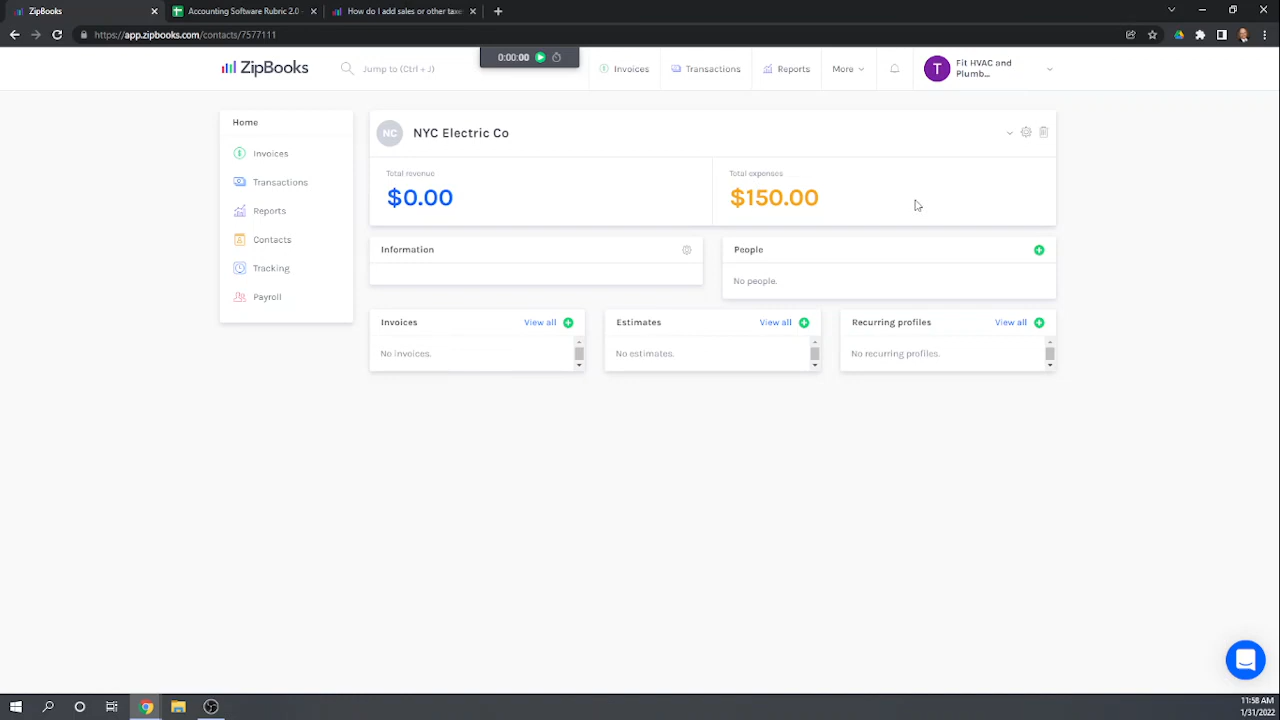 ZipBooks
Accounting Software Rubric 2.0 -
How do I add sales or other taxe
https://app.zipbooks.com/contacts/7577111
0:00:00
ZipBooks
Jump to (Ctrl + J)
Invoices
Transactions
Reports
More
T
Fit HVAC and
Plumb...
Home
Invoices
Transactions
Reports
Contacts
Tracking
Payroll
NC
NYC Electric Co
Total revenue
$0.00
Total expenses
$150.00
Information
People
No people.
Invoices
View all
No invoices.
Estimates
View all
No estimates.
Recurring profiles
View all
No recurring profiles.
11:58 AM
1/31/2022